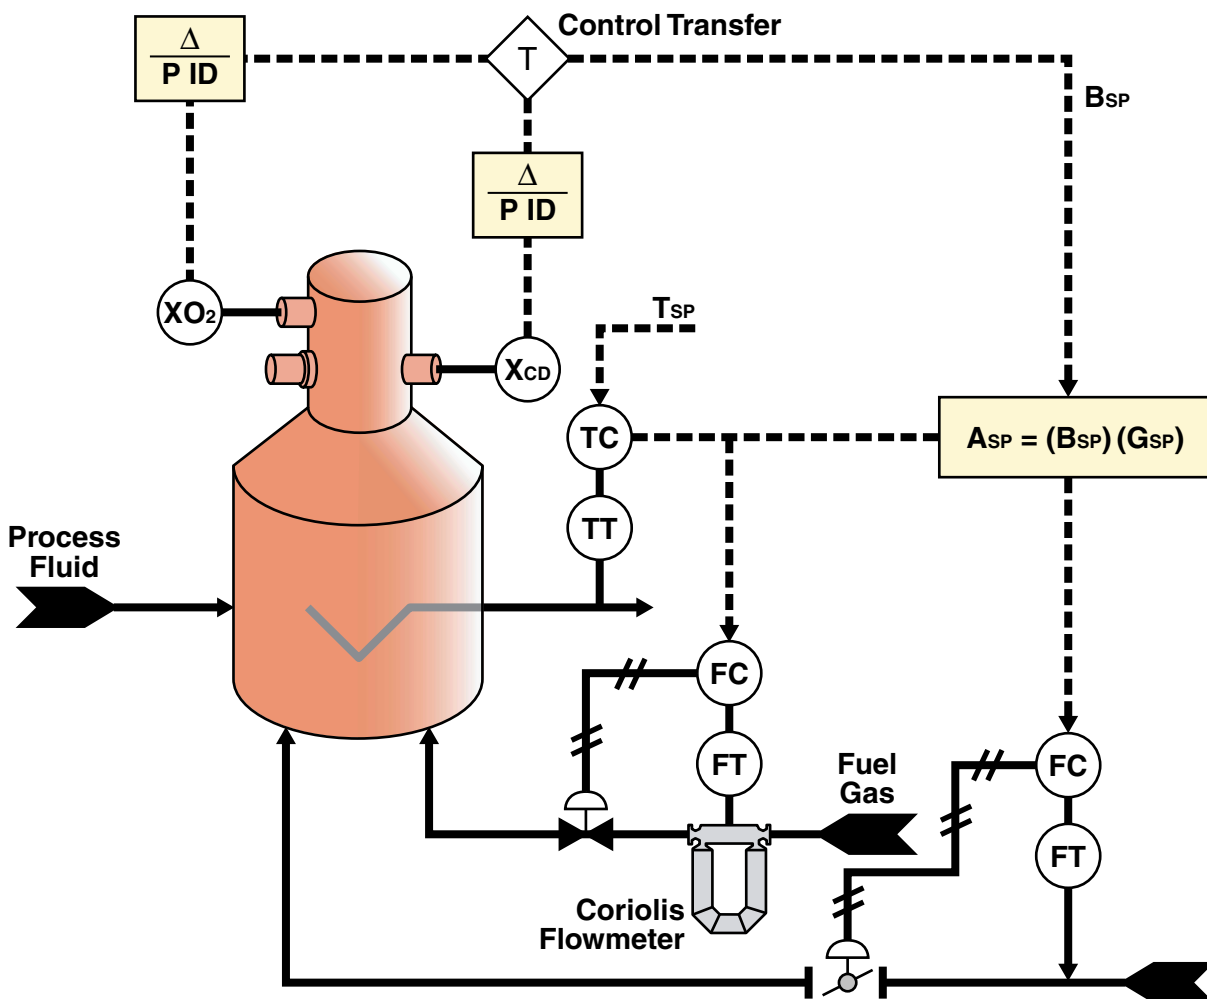 Control Transfer
Δ
P ID
T
BSP
Δ
P ID
XO2
TSP
XCD
TC
ASP = (BSP) (GSP)
TT
Process
Fluid
FC
FT
Fuel
Gas
FC
FT
Coriolis
Flowmeter